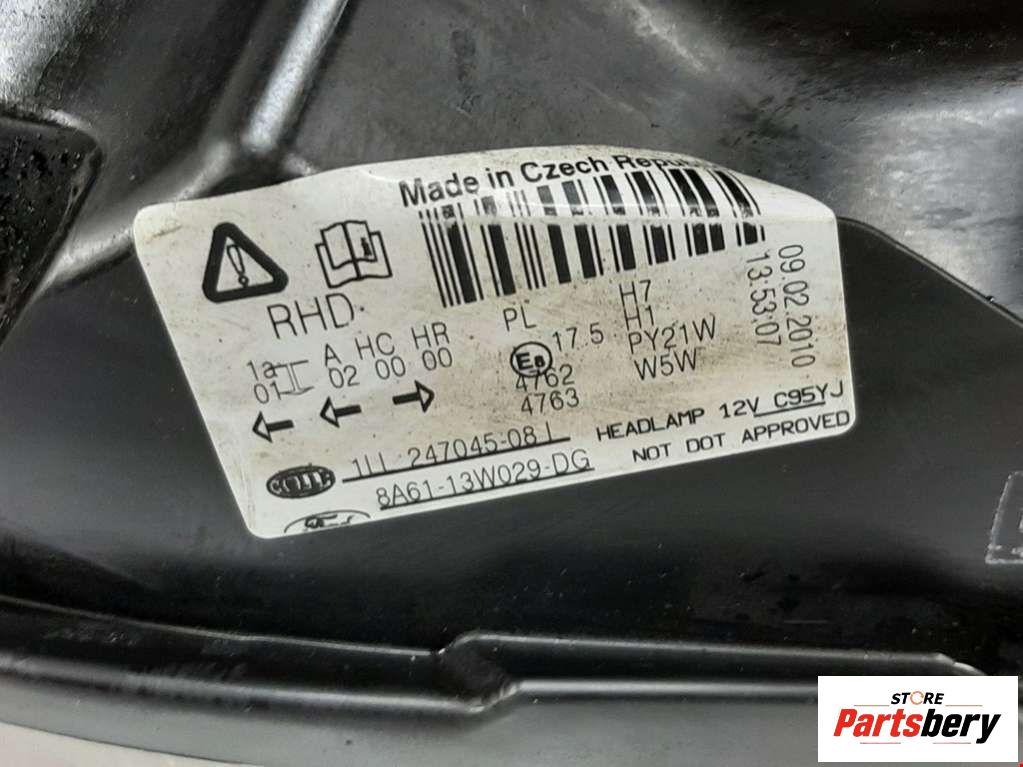 Made in Czech Republic
09.02.2010
13:53:07
RHD
PL
H7
H1
PY21W
W5W
1a A HC HR
01 02 00 00
17.5
E8
4762
4763
HEADLAMP 12V C95YJ
NOT DOT APPROVED
1LL 247045-08 L
HELLA
8A61-13W029-DG
STORE
Partsbery